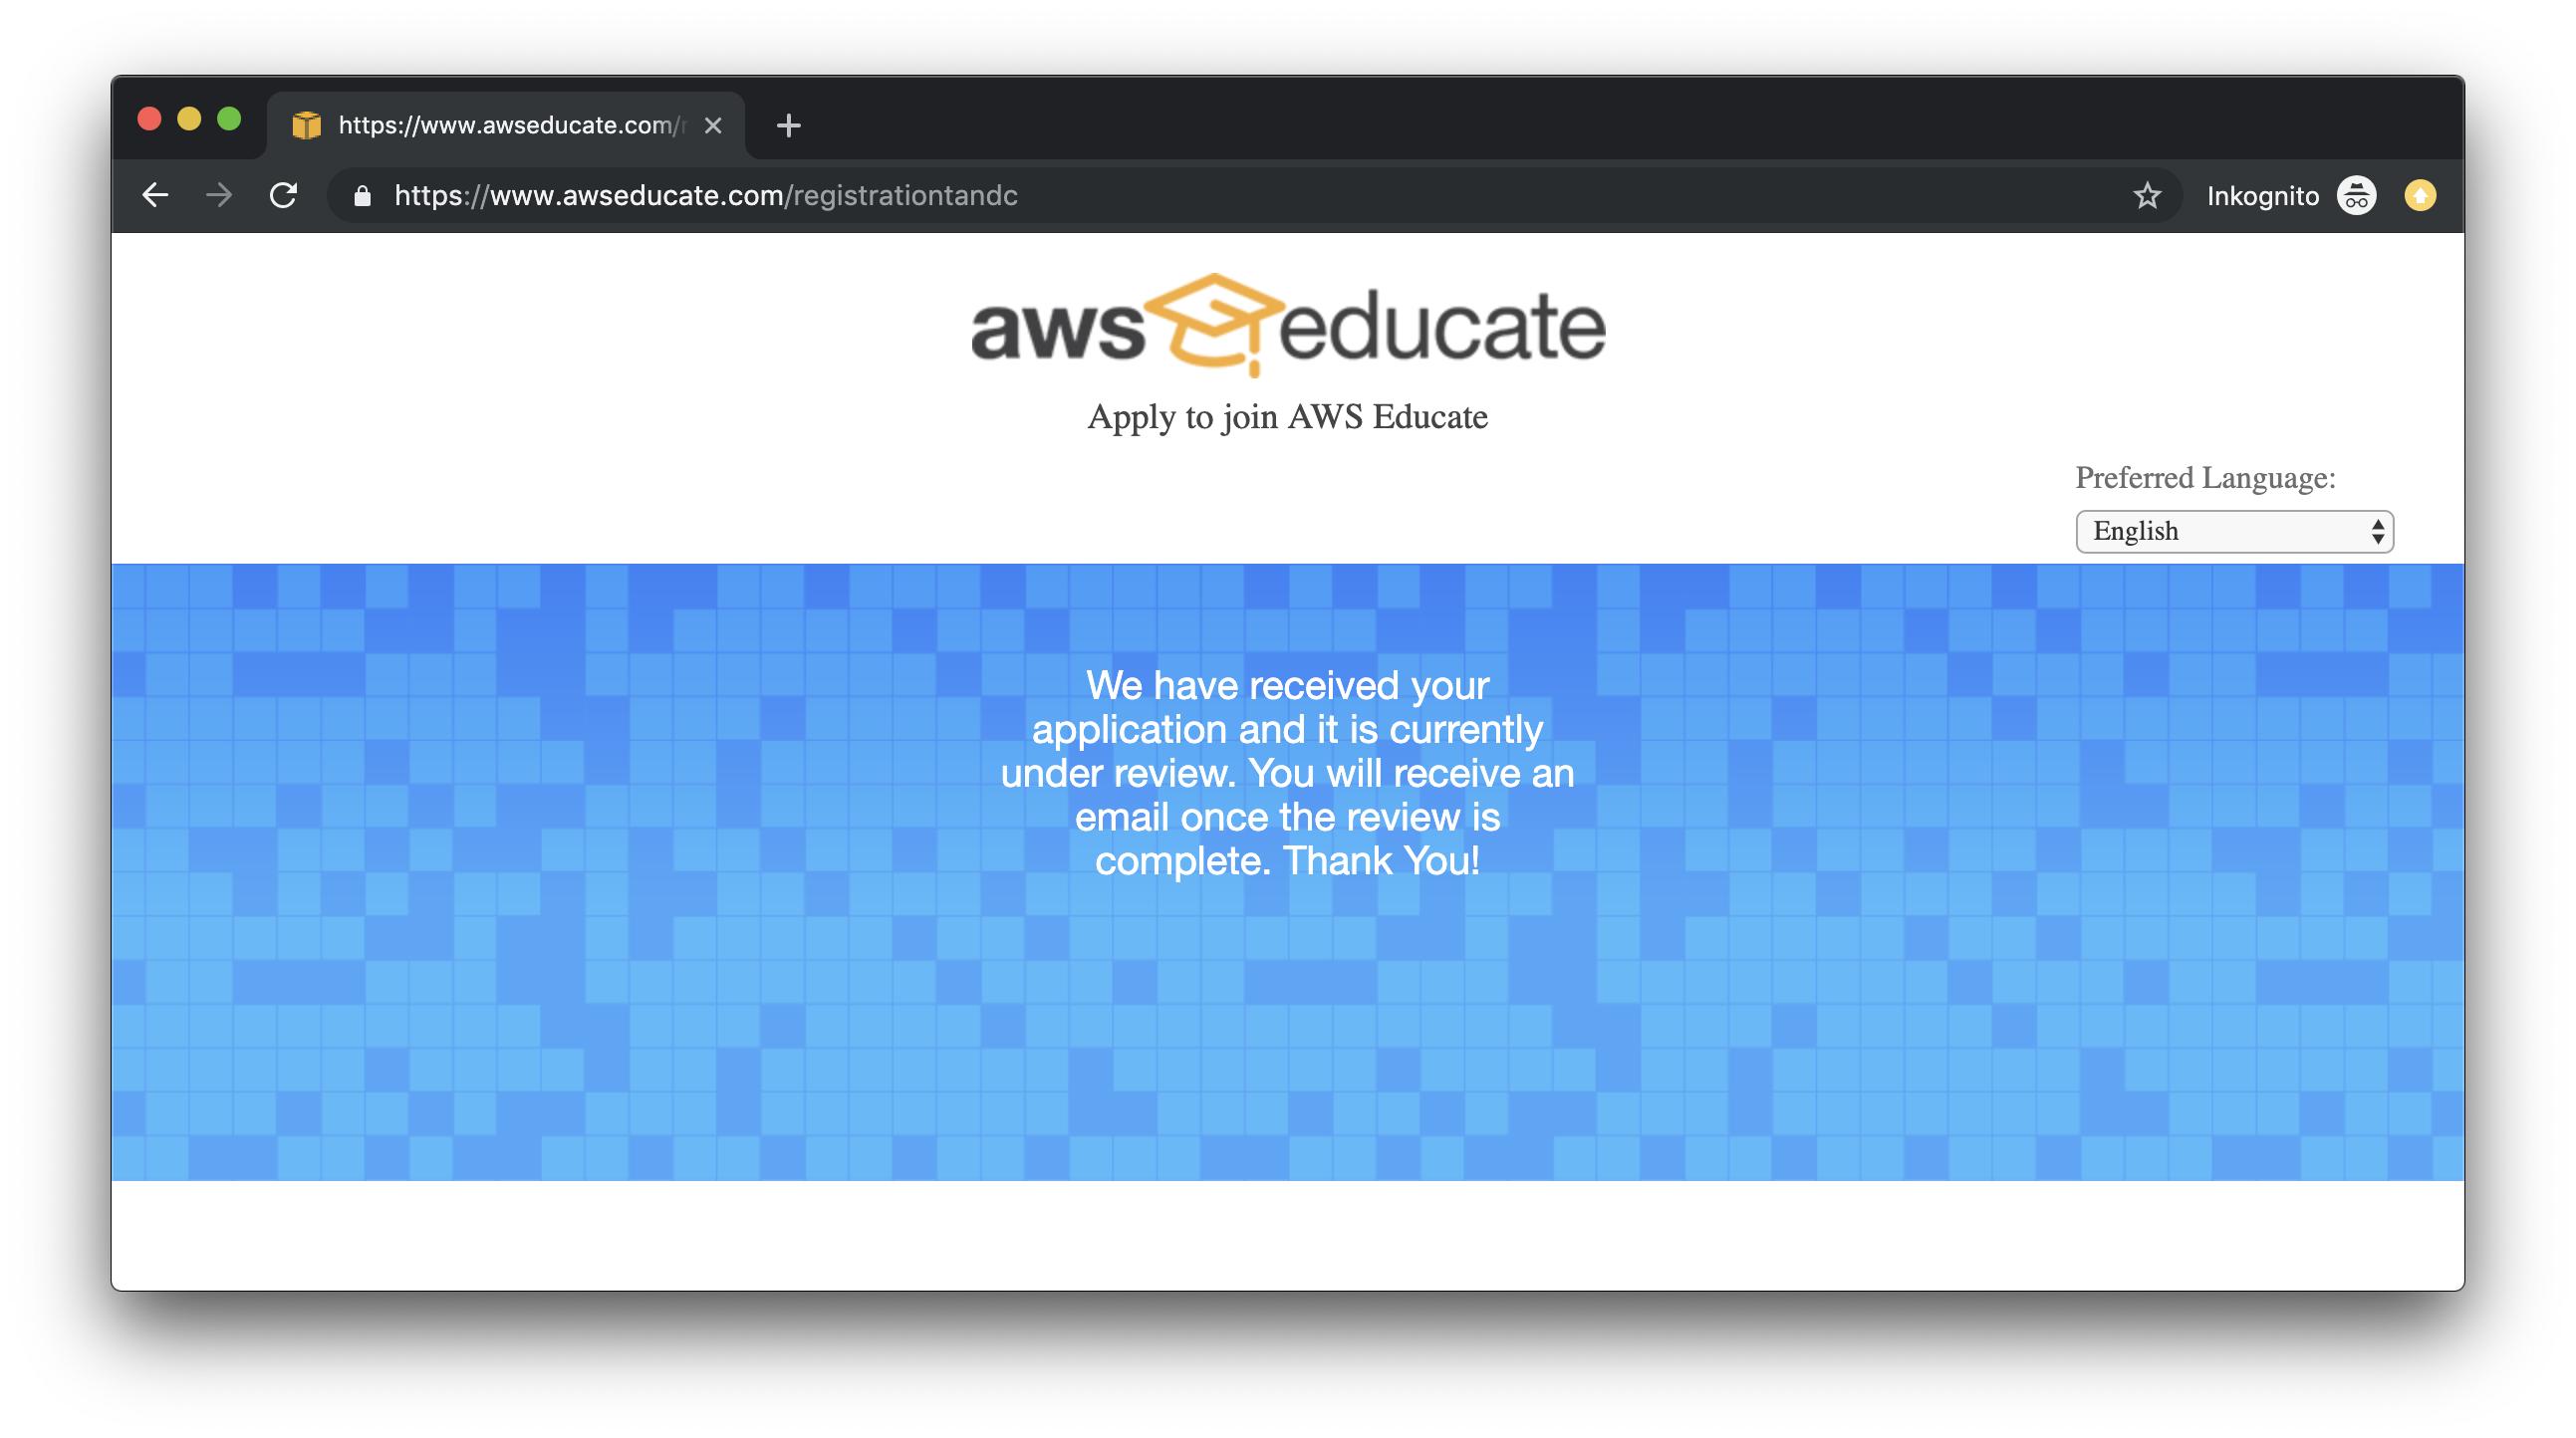 https://www.awseducate.com/
https://www.awseducate.com/registrationtandc
Inkognito
aws educate
Apply to join AWS Educate
Preferred Language:
English
We have received your
application and it is currently
under review. You will receive an
email once the review is
complete. Thank You!